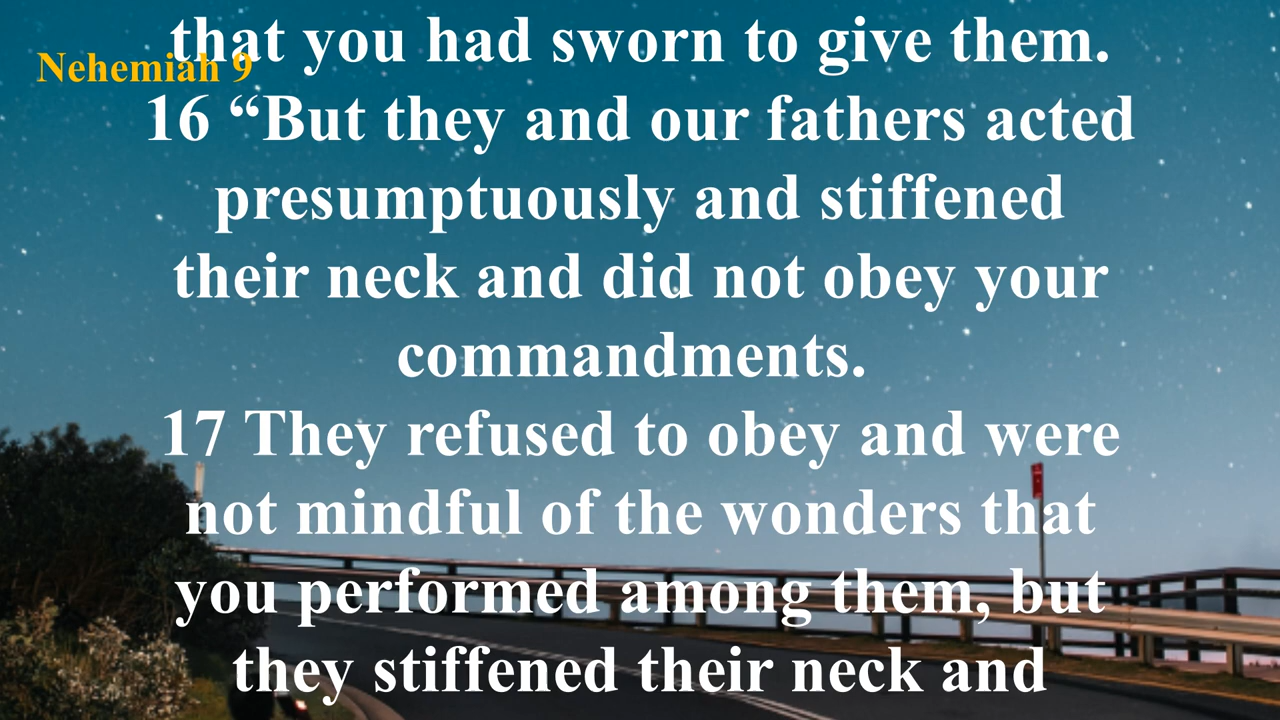 that you had sworn to give them.
Nehemiah 9
16 “But they and our fathers acted
presumptuously and stiffened
their neck and did not obey your
commandments.
17 They refused to obey and were
not mindful of the wonders that
you performed among them, but
they stiffened their neck and